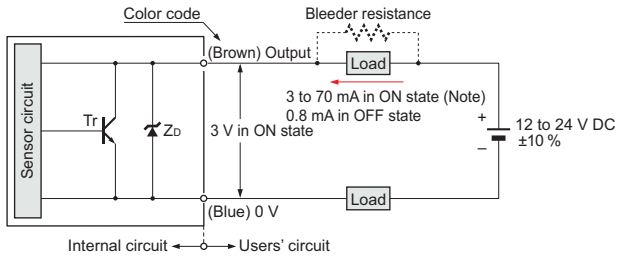 Color code
Bleeder resistance
(Brown) Output
Load
Sensor circuit
Tr
ZD
3 V in ON state
3 to 70 mA in ON state (Note)
0.8 mA in OFF state
+
–
12 to 24 V DC
±10 %
(Blue) 0 V
Load
Internal circuit
Users' circuit